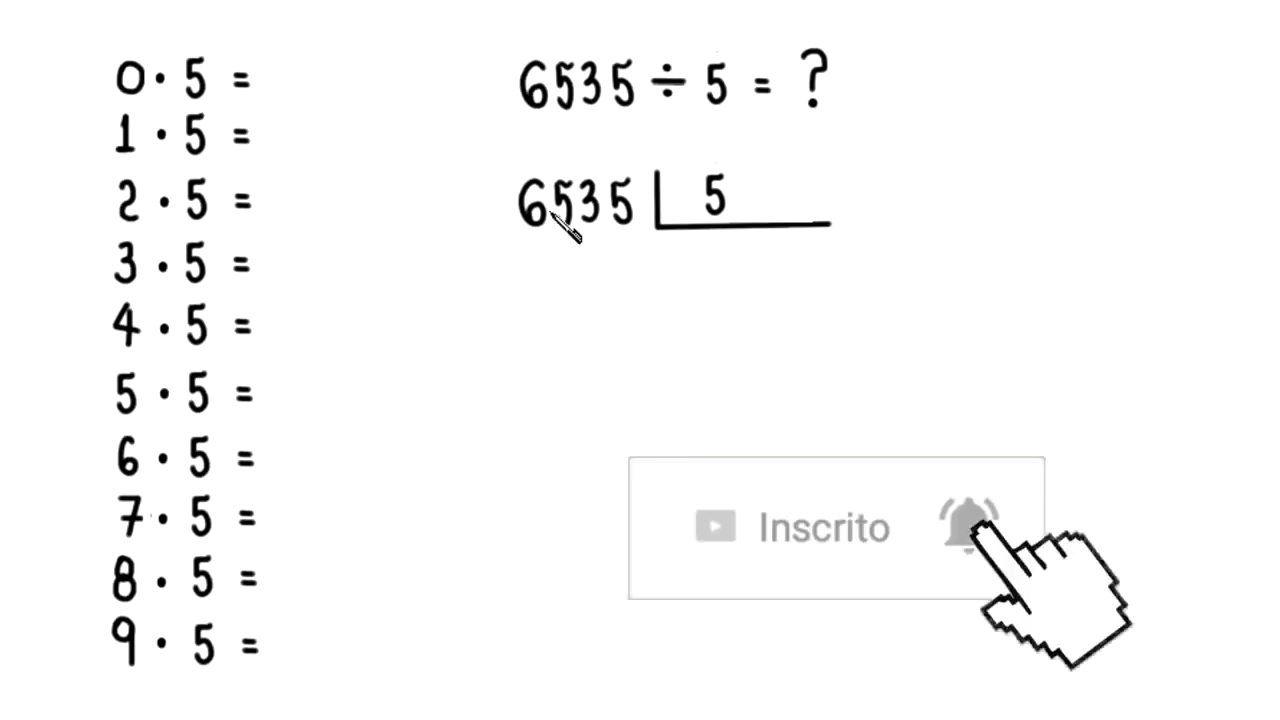 0 · 5 =
1 · 5 =
2 · 5 =
3 · 5 =
4 · 5 =
5 · 5 =
6 · 5 =
7 · 5 =
8 · 5 =
9 · 5 =
6535 ÷ 5 = ?
6535 5
Inscrito